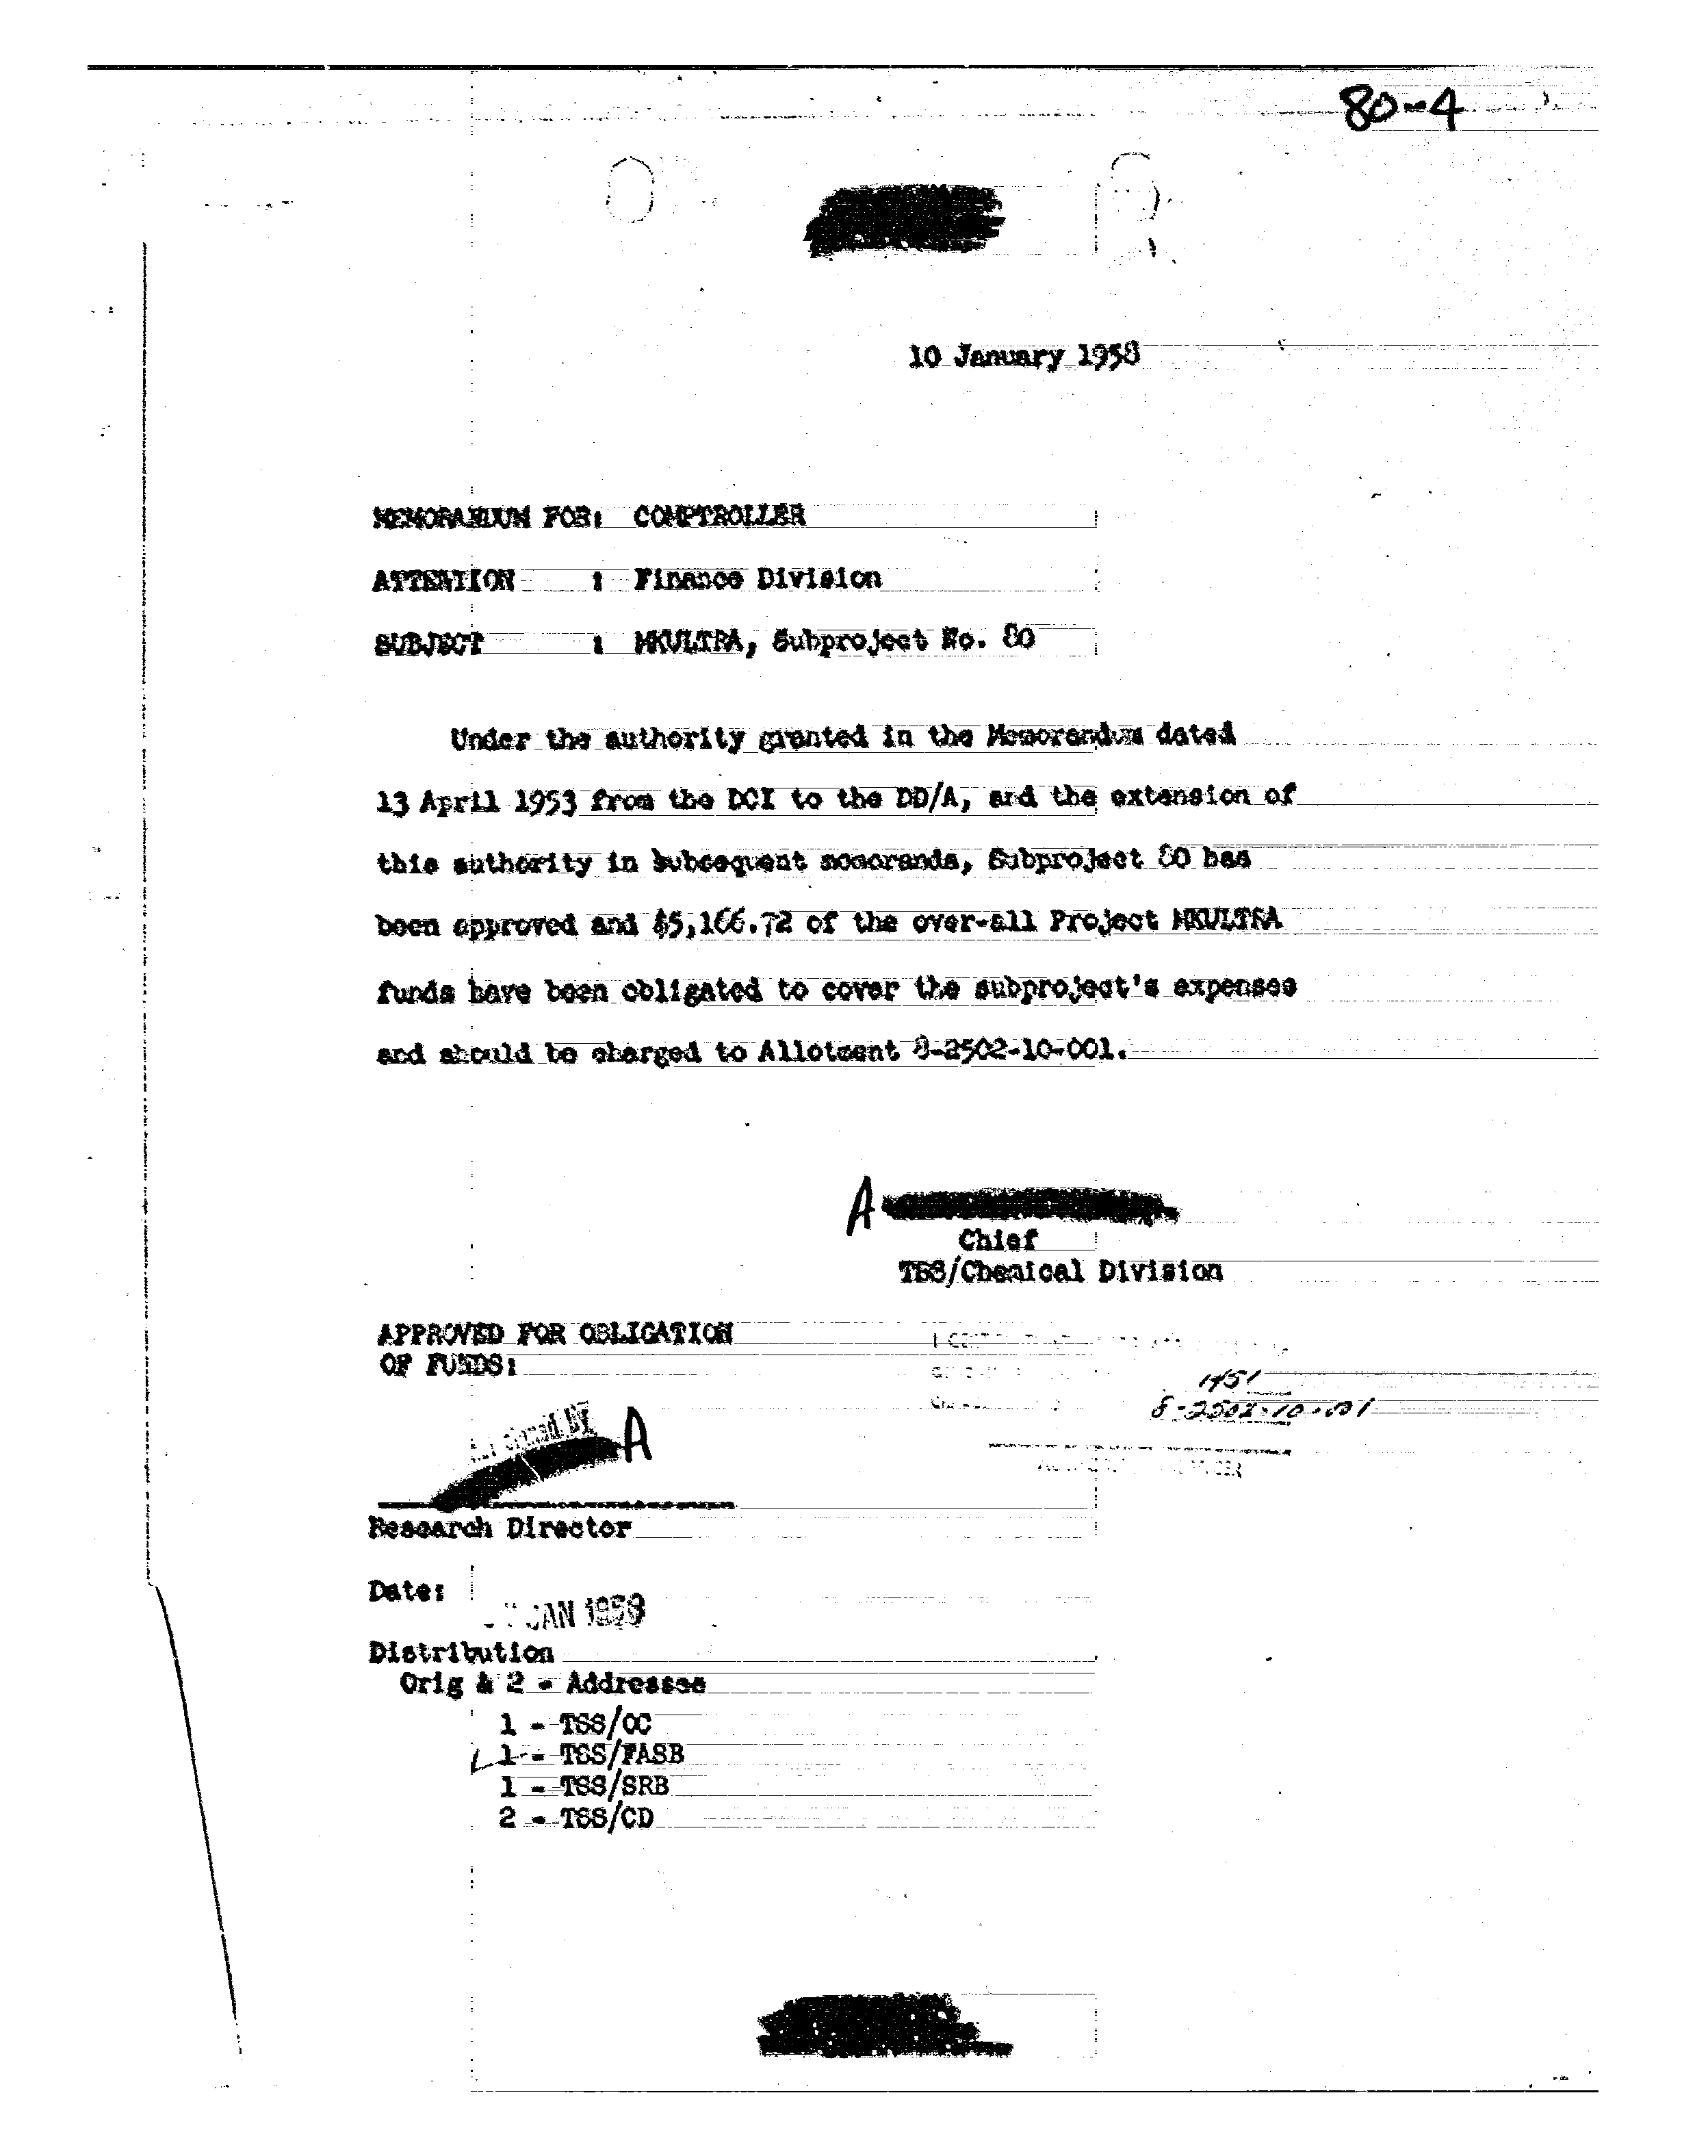 80-4
10 January 1958
MEMORANDUM FOR: COMPTROLLER
ATTENTION : Finance Division
SUBJECT : MKULTRA, Subproject No. 80
Under the authority granted in the Memorandum dated
13 April 1953 from the DCI to the DD/A, and the extension of
this authority in subsequent memoranda, Subproject 80 has
been approved and $5,166.72 of the over-all Project MKULTRA
funds have been obligated to cover the subproject's expenses
and should be charged to Allotment 8-2502-10-001.
A
Chief
TSS/Chemical Division
APPROVED FOR OBLIGATION
OF FUNDS:
1451
8-2502-10-001
signed by
A
Research Director
Date:
JAN 1958
Distribution
Orig & 2 - Addressee
1 - TSS/OC
1 - TSS/FASB
1 - TSS/SRB
2 - TSS/CD